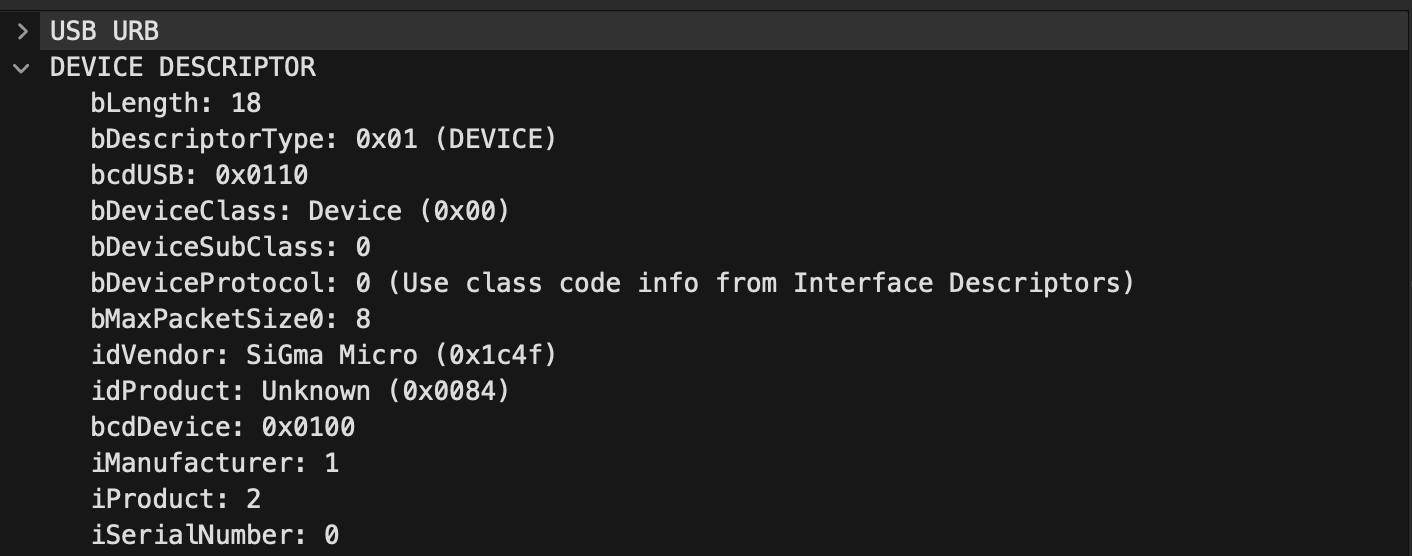 USB URB
DEVICE DESCRIPTOR
bLength: 18
bDescriptorType: 0x01 (DEVICE)
bcdUSB: 0x0110
bDeviceClass: Device (0x00)
bDeviceSubClass: 0
bDeviceProtocol: 0 (Use class code info from Interface Descriptors)
bMaxPacketSize0: 8
idVendor: SiGma Micro (0x1c4f)
idProduct: Unknown (0x0084)
bcdDevice: 0x0100
iManufacturer: 1
iProduct: 2
iSerialNumber: 0